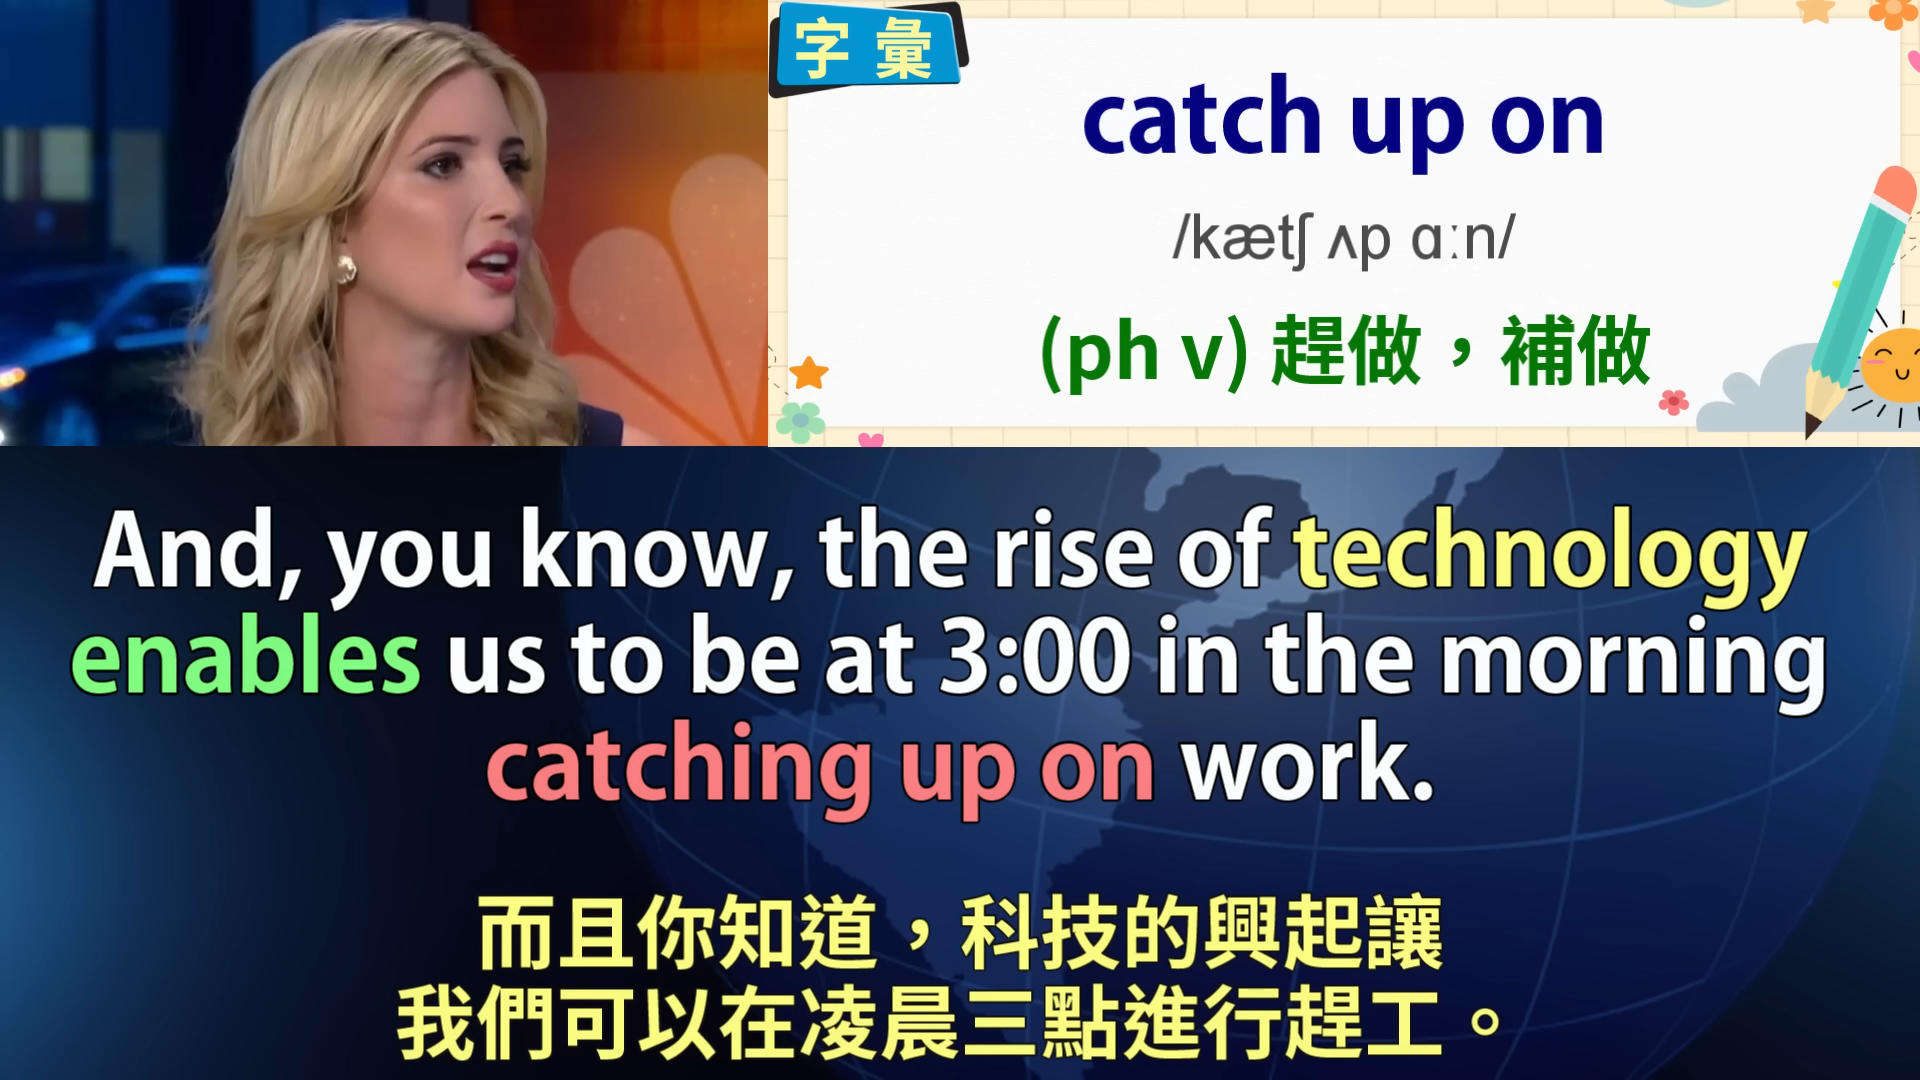 字彙
catch up on
/kætʃ ʌp ɑːn/
(ph v) 趕做，補做
And, you know, the rise of technology
enables us to be at 3:00 in the morning
catching up on work.
而且你知道，科技的興起讓
我們可以在凌晨三點進行趕工。